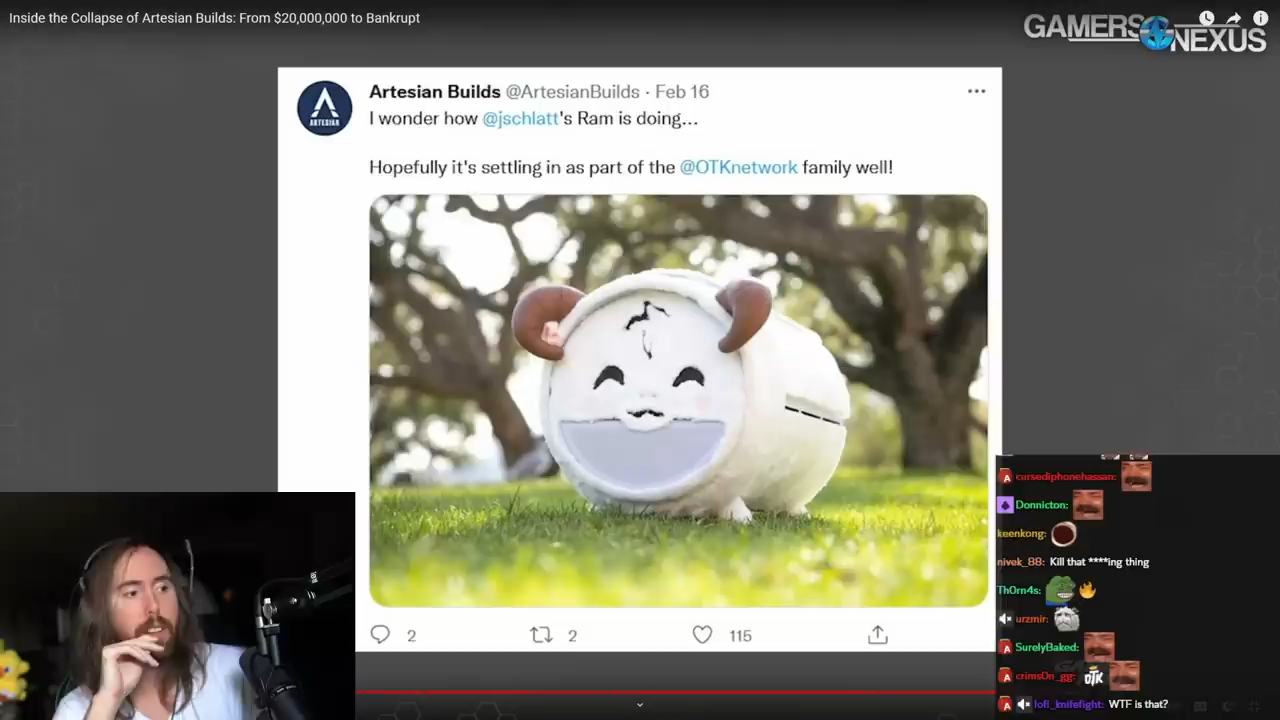 Inside the Collapse of Artesian Builds: From $20,000,000 to Bankrupt
GAMERS NEXUS
Artesian Builds @ArtesianBuilds · Feb 16
ARTESIAN
I wonder how @jschlatt's Ram is doing...
Hopefully it's settling in as part of the @OTKnetwork family well!
2
2
115
cursediphonehassan:
Donnicton:
keenkong:
nivek_88: Kill that ****ing thing
Th0rn4s:
urzmir:
SurelyBaked:
crims0n_gg: OTK
lofi_knifefight: WTF is that?